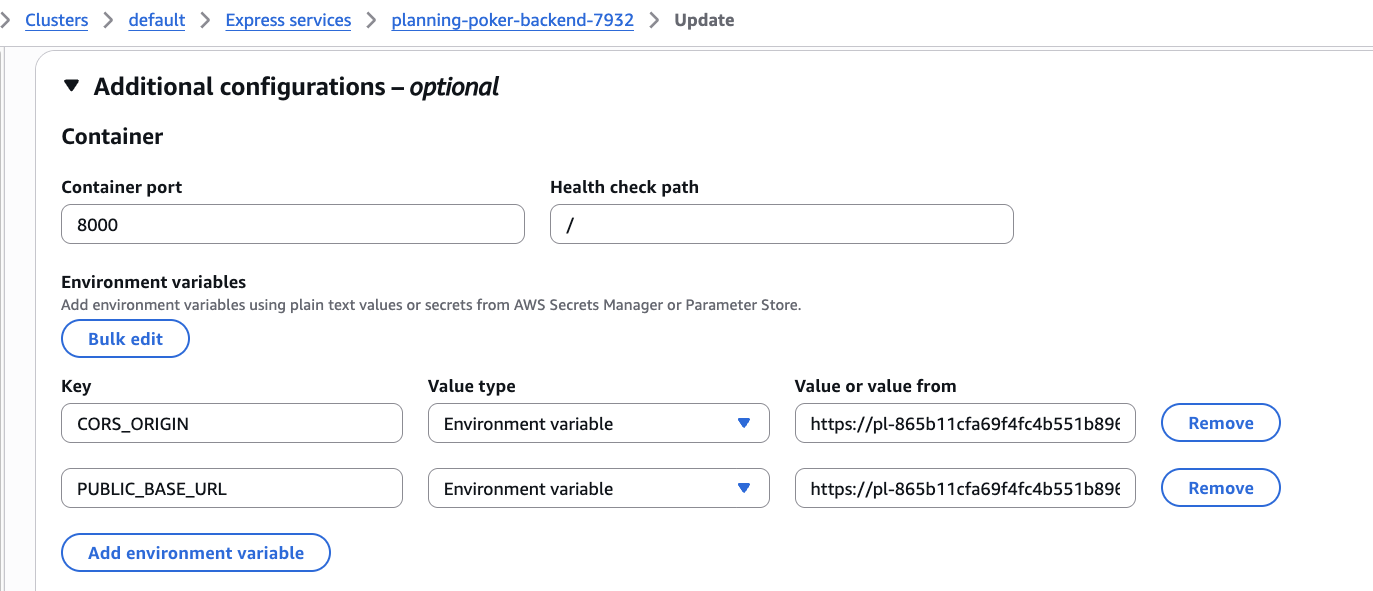 Clusters > default > Express services > planning-poker-backend-7932 > Update
Additional configurations – optional
Container
Container port Health check path
8000 /
Environment variables
Add environment variables using plain text values or secrets from AWS Secrets Manager or Parameter Store.
Bulk edit
Key Value type Value or value from
CORS_ORIGIN Environment variable https://pl-865b11cfa69f4fc4b551b896 Remove
PUBLIC_BASE_URL Environment variable https://pl-865b11cfa69f4fc4b551b896 Remove
Add environment variable